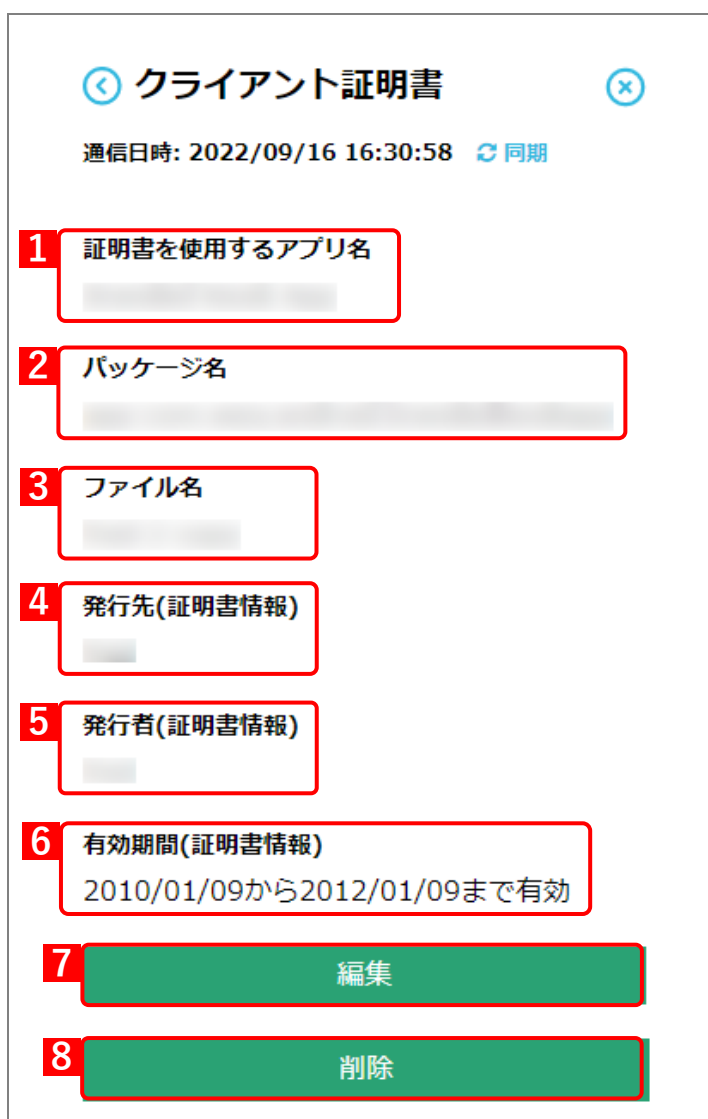 クライアント証明書
通信日時: 2022/09/16 16:30:58 同期
1 証明書を使用するアプリ名
2 パッケージ名
3 ファイル名
4 発行先(証明書情報)
5 発行者(証明書情報)
6 有効期間(証明書情報)
2010/01/09から2012/01/09まで有効
7 編集
8 削除